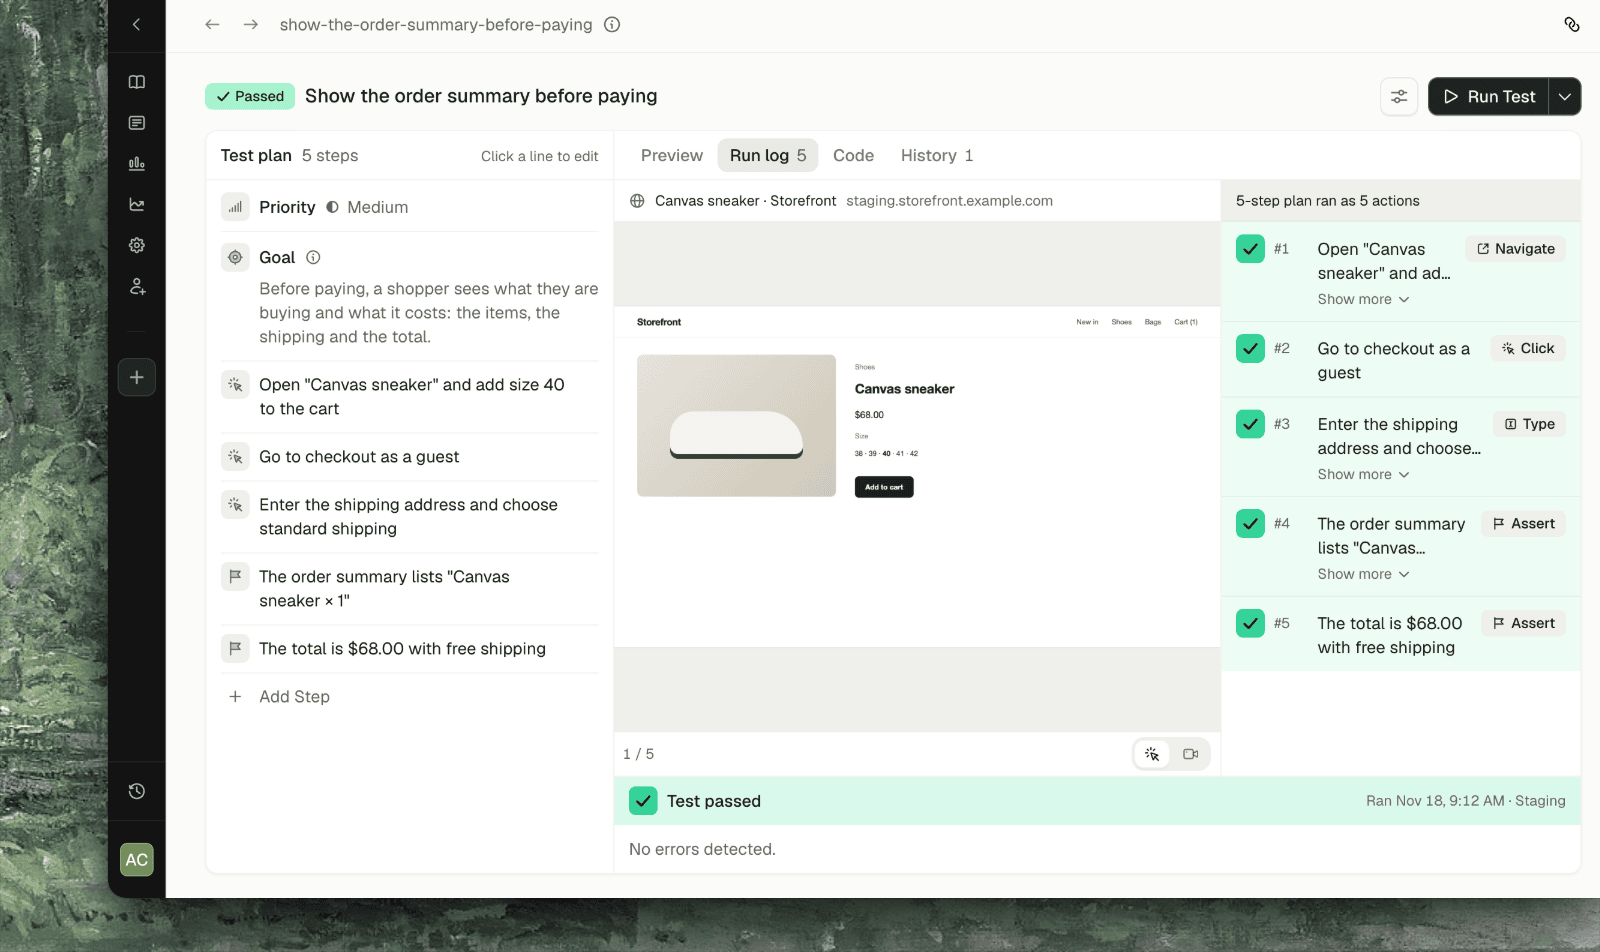 show-the-order-summary-before-paying
Passed
Show the order summary before paying
Run Test
Test plan 5 steps
Click a line to edit
Priority Medium
Goal
Before paying, a shopper sees what they are
buying and what it costs: the items, the
shipping and the total.
Open "Canvas sneaker" and add size 40
to the cart
Go to checkout as a guest
Enter the shipping address and choose
standard shipping
The order summary lists "Canvas
sneaker × 1"
The total is $68.00 with free shipping
Add Step
Preview Run log 5 Code History 1
Canvas sneaker · Storefront staging.storefront.example.com
Storefront
New in Shoes Bags Cart (1)
Shoes
Canvas sneaker
$68.00
Size
38 · 39 · 40 · 41 · 42
Add to cart
1 / 5
5-step plan ran as 5 actions
#1 Open "Canvas
sneaker" and ad...
Navigate
Show more
#2 Go to checkout as a
guest
Click
#3 Enter the shipping
address and choose...
Type
Show more
#4 The order summary
lists "Canvas...
Assert
Show more
#5 The total is $68.00
with free shipping
Assert
Test passed
Ran Nov 18, 9:12 AM · Staging
No errors detected.
AC